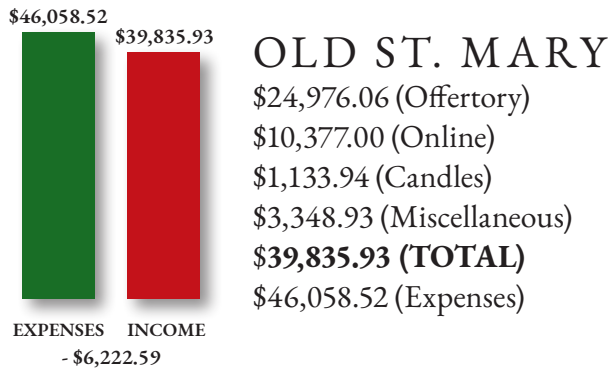 $46,058.52
$39,835.93
EXPENSES INCOME
- $6,222.59
OLD ST. MARY
$24,976.06 (Offertory)
$10,377.00 (Online)
$1,133.94 (Candles)
$3,348.93 (Miscellaneous)
$39,835.93 (TOTAL)
$46,058.52 (Expenses)